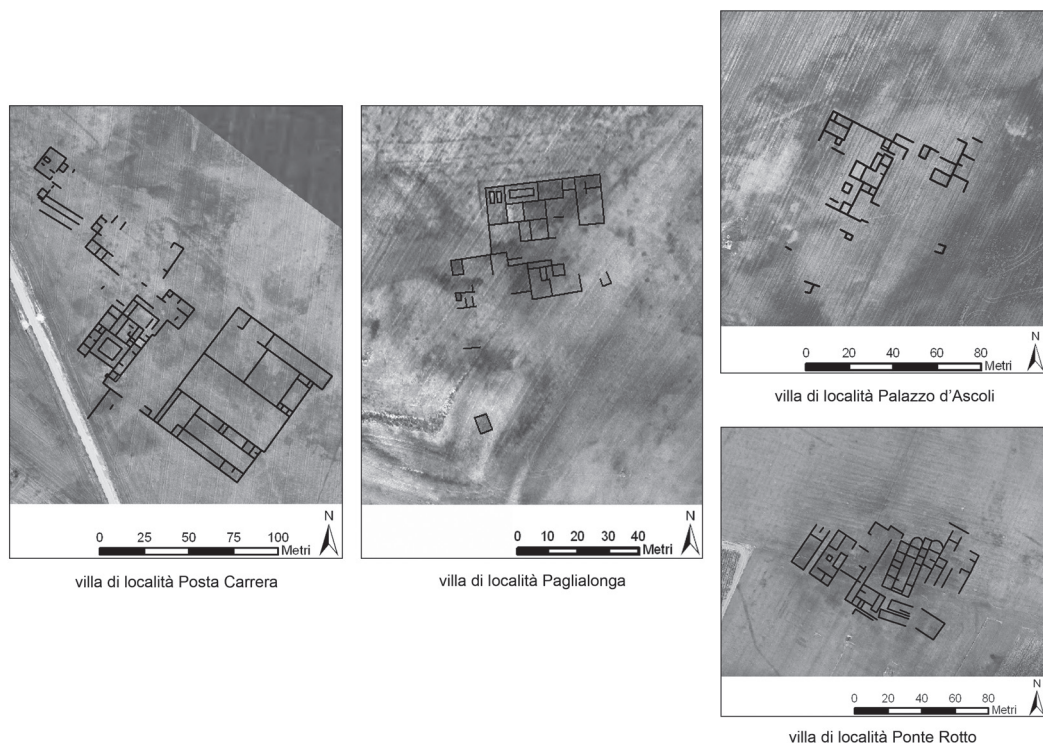 N
0 25 50 75 100
Metri
villa di località Posta Carrera
N
0 10 20 30 40
Metri
villa di località Paglialonga
N
0 20 40 60 80
Metri
villa di località Palazzo d'Ascoli
N
0 20 40 60 80
Metri
villa di località Ponte Rotto